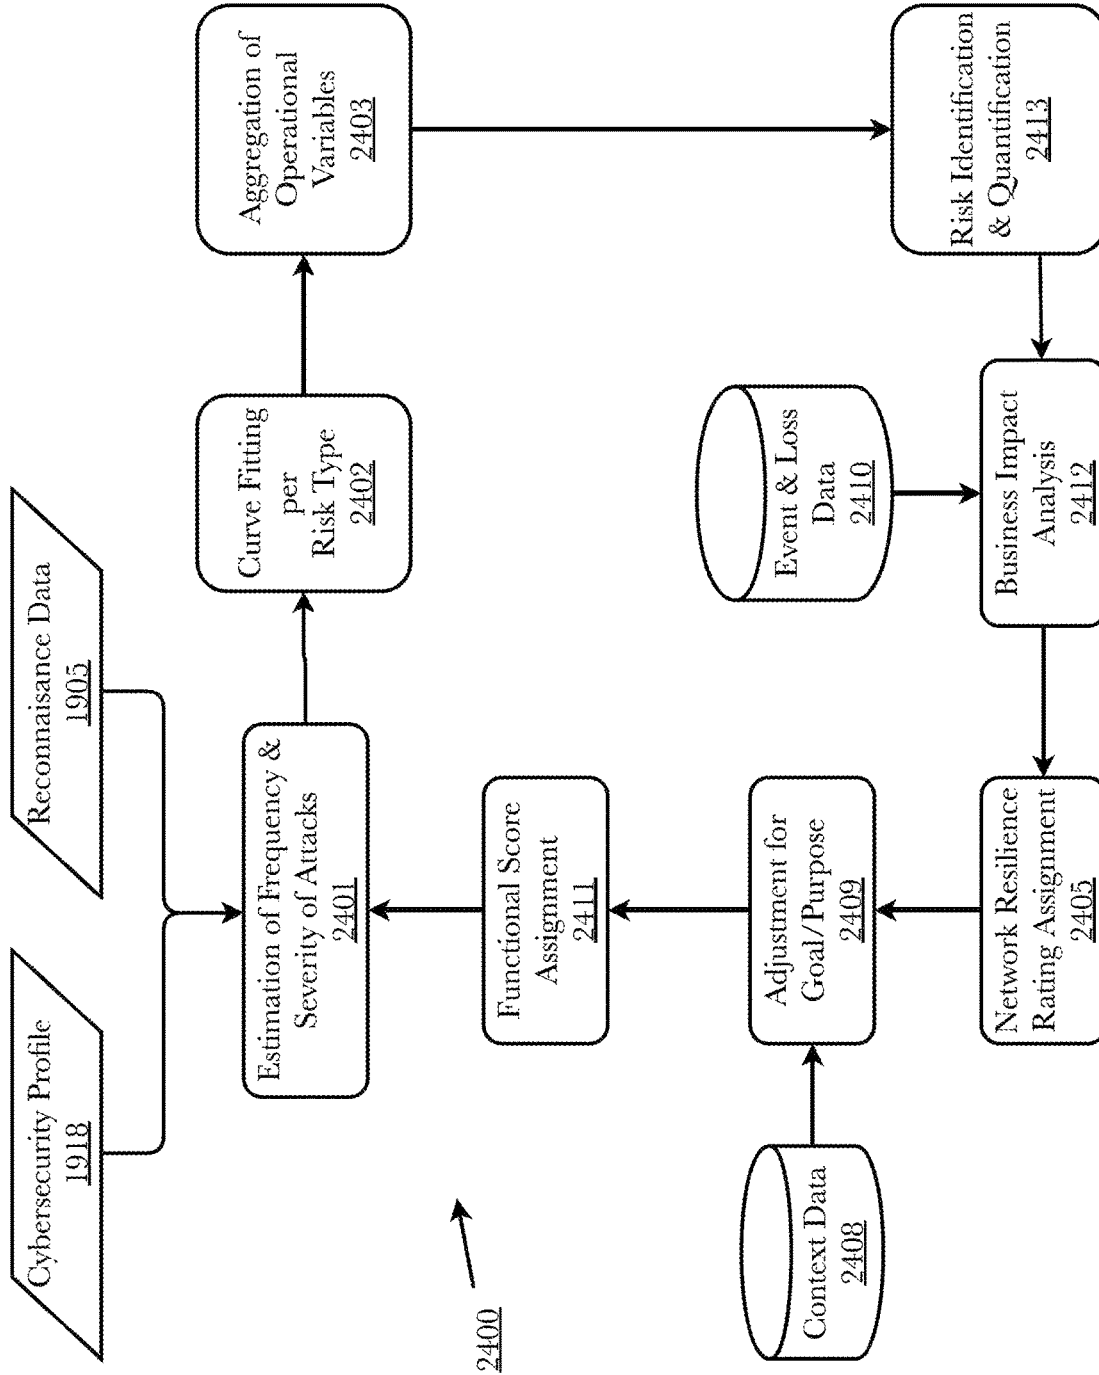 Cybersecurity Profile
1918
Reconnaisance Data
1905
Estimation of Frequency &
Severity of Attacks
2401
Curve Fitting
per
Risk Type
2402
Aggregation of
Operational
Variables
2403
2400
Functional Score
Assignment
2411
Context Data
2408
Adjustment for
Goal/Purpose
2409
Event & Loss
Data
2410
Network Resilience
Rating Assignment
2405
Business Impact
Analysis
2412
Risk Identification
& Quantification
2413